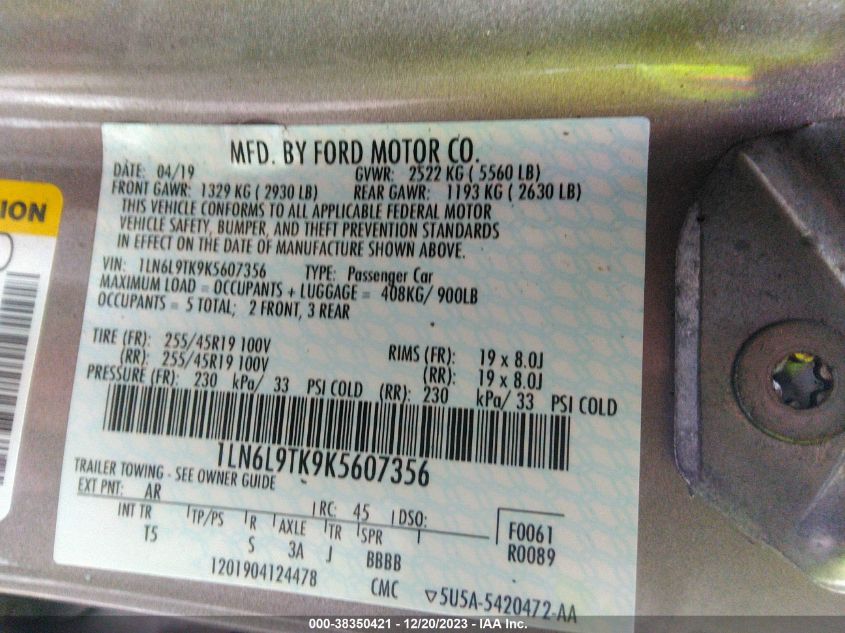 MFD. BY FORD MOTOR CO.
DATE: 04/19 GVWR: 2522 KG ( 5560 LB)
FRONT GAWR: 1329 KG ( 2930 LB) REAR GAWR: 1193 KG ( 2630 LB)
THIS VEHICLE CONFORMS TO ALL APPLICABLE FEDERAL MOTOR
VEHICLE SAFETY, BUMPER, AND THEFT PREVENTION STANDARDS
IN EFFECT ON THE DATE OF MANUFACTURE SHOWN ABOVE.
VIN: 1LN6L9TK9K5607356 TYPE: Passenger Car
MAXIMUM LOAD = OCCUPANTS + LUGGAGE = 408KG/ 900LB
OCCUPANTS = 5 TOTAL; 2 FRONT, 3 REAR
TIRE (FR): 255/45R19 100V RIMS (FR): 19 x 8.0J
(RR): 255/45R19 100V (RR): 19 x 8.0J
PRESSURE (FR): 230 kPa/ 33 PSI COLD (RR): 230 kPa/ 33 PSI COLD
1LN6L9TK9K5607356
TRAILER TOWING - SEE OWNER GUIDE
EXT PNT: AR RC: 45 DSO: F0061
INT TR TP/PS R AXLE TR SPR R0089
T5 S 3A J BBBB
1201904124478 CMC 5U5A-5420472-AA
000-38350421 - 12/20/2023 - IAA Inc.